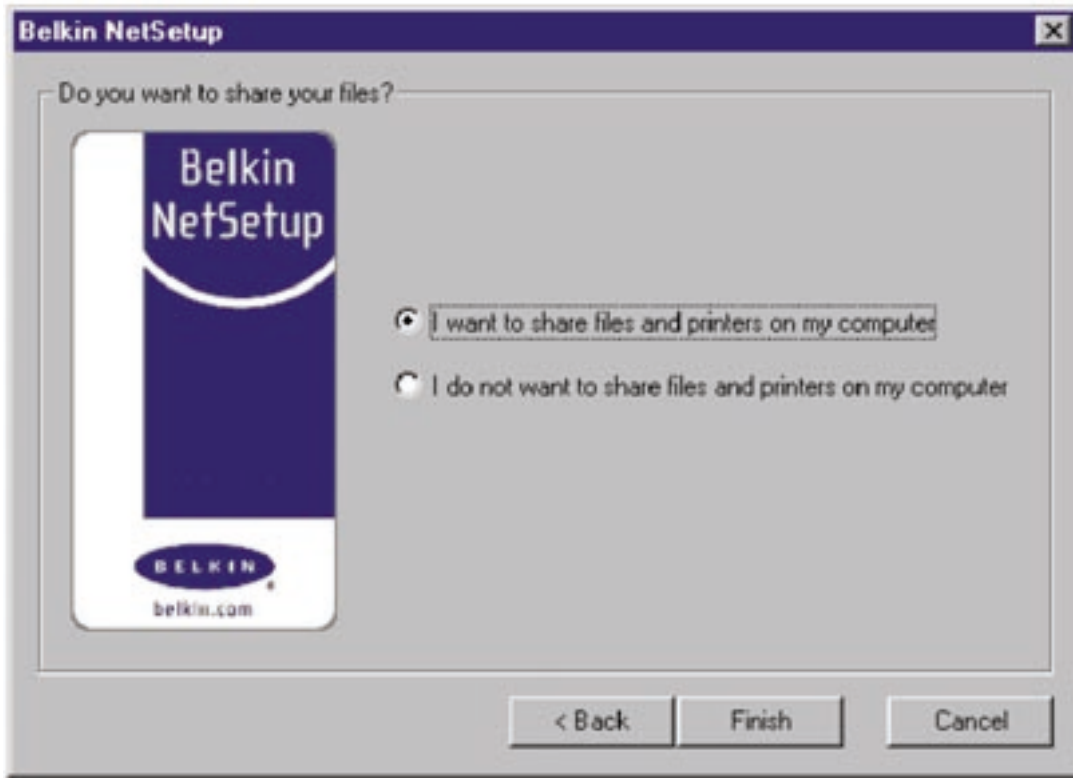 Belkin NetSetup
Do you want to share your files?
Belkin
NetSetup
I want to share files and printers on my computer
I do not want to share files and printers on my computer
BELKIN
belkin.com
< Back
Finish
Cancel